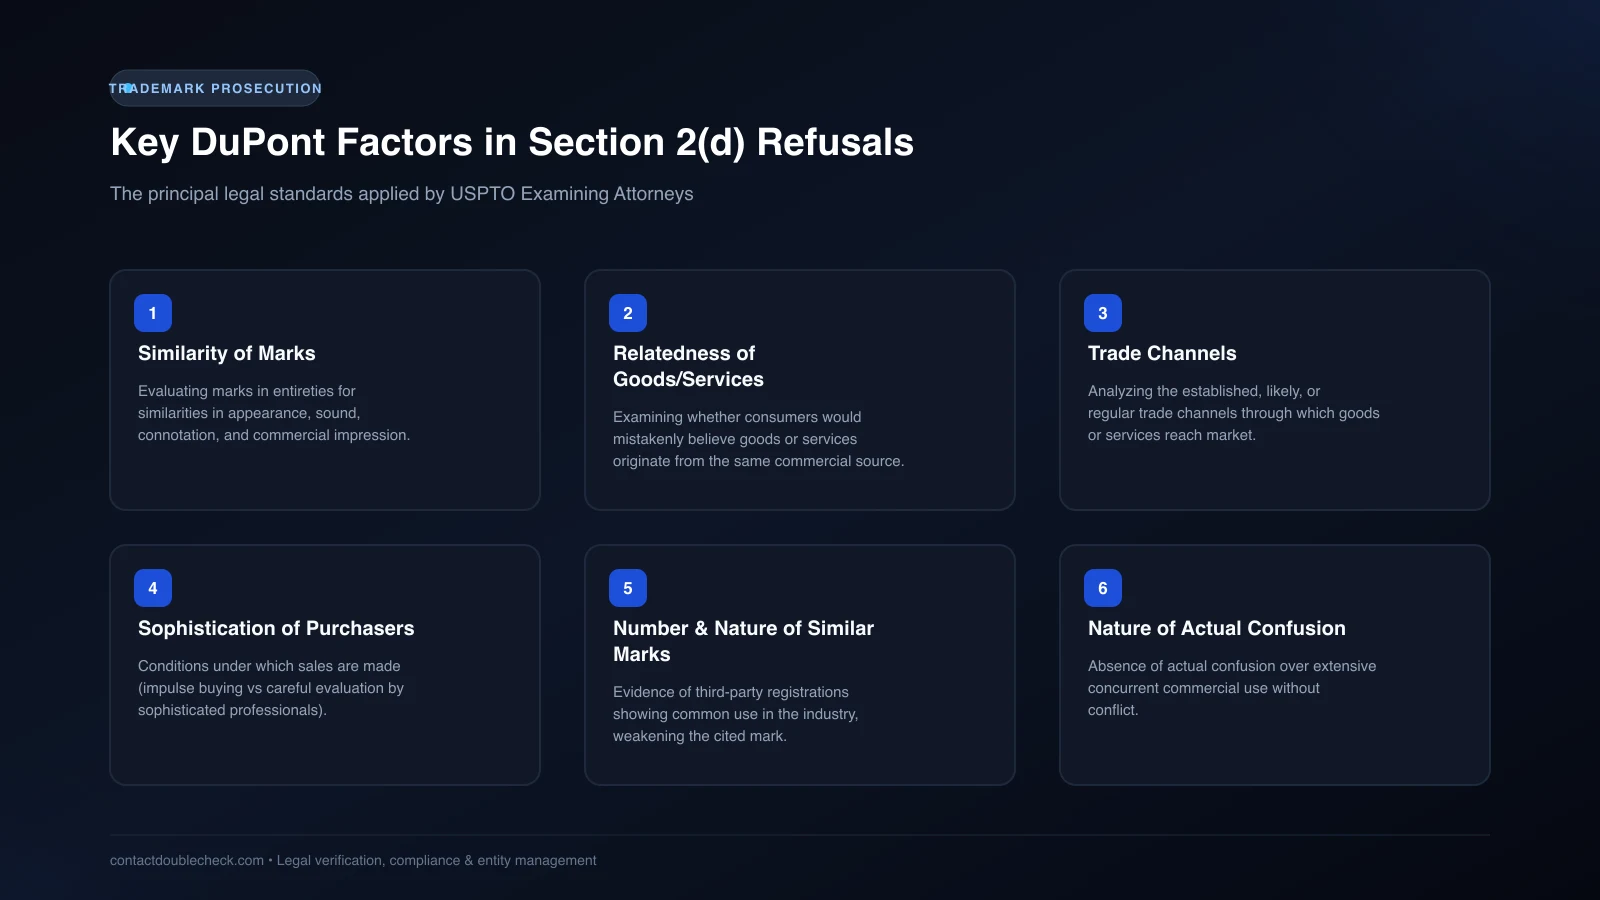 TRADEMARK PROSECUTION
Key DuPont Factors in Section 2(d) Refusals
The principal legal standards applied by USPTO Examining Attorneys
1
Similarity of Marks
Evaluating marks in entireties for
similarities in appearance, sound,
connotation, and commercial impression.
2
Relatedness of
Goods/Services
Examining whether consumers would
mistakenly believe goods or services
originate from the same commercial source.
3
Trade Channels
Analyzing the established, likely, or
regular trade channels through which goods
or services reach market.
4
Sophistication of Purchasers
Conditions under which sales are made
(impulse buying vs careful evaluation by
sophisticated professionals).
5
Number & Nature of Similar
Marks
Evidence of third-party registrations
showing common use in the industry,
weakening the cited mark.
6
Nature of Actual Confusion
Absence of actual confusion over extensive
concurrent commercial use without
conflict.
contactdoublecheck.com • Legal verification, compliance & entity management